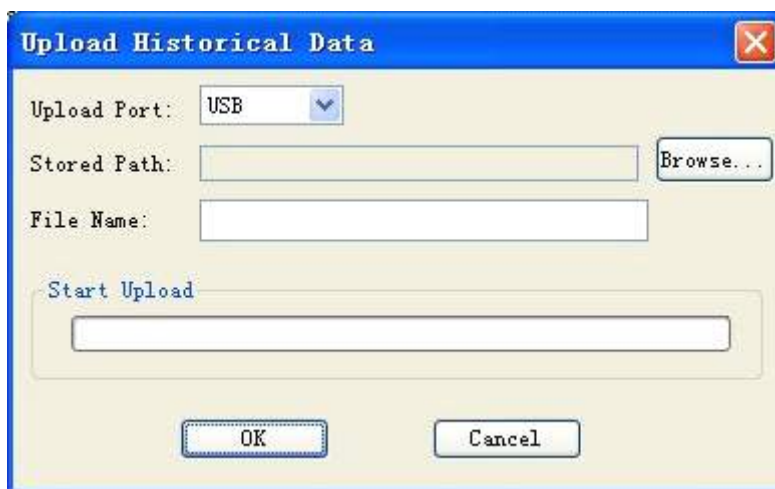 Upload Historical Data
Upload Port: USB
Stored Path: Browse...
File Name:
Start Upload
OK Cancel